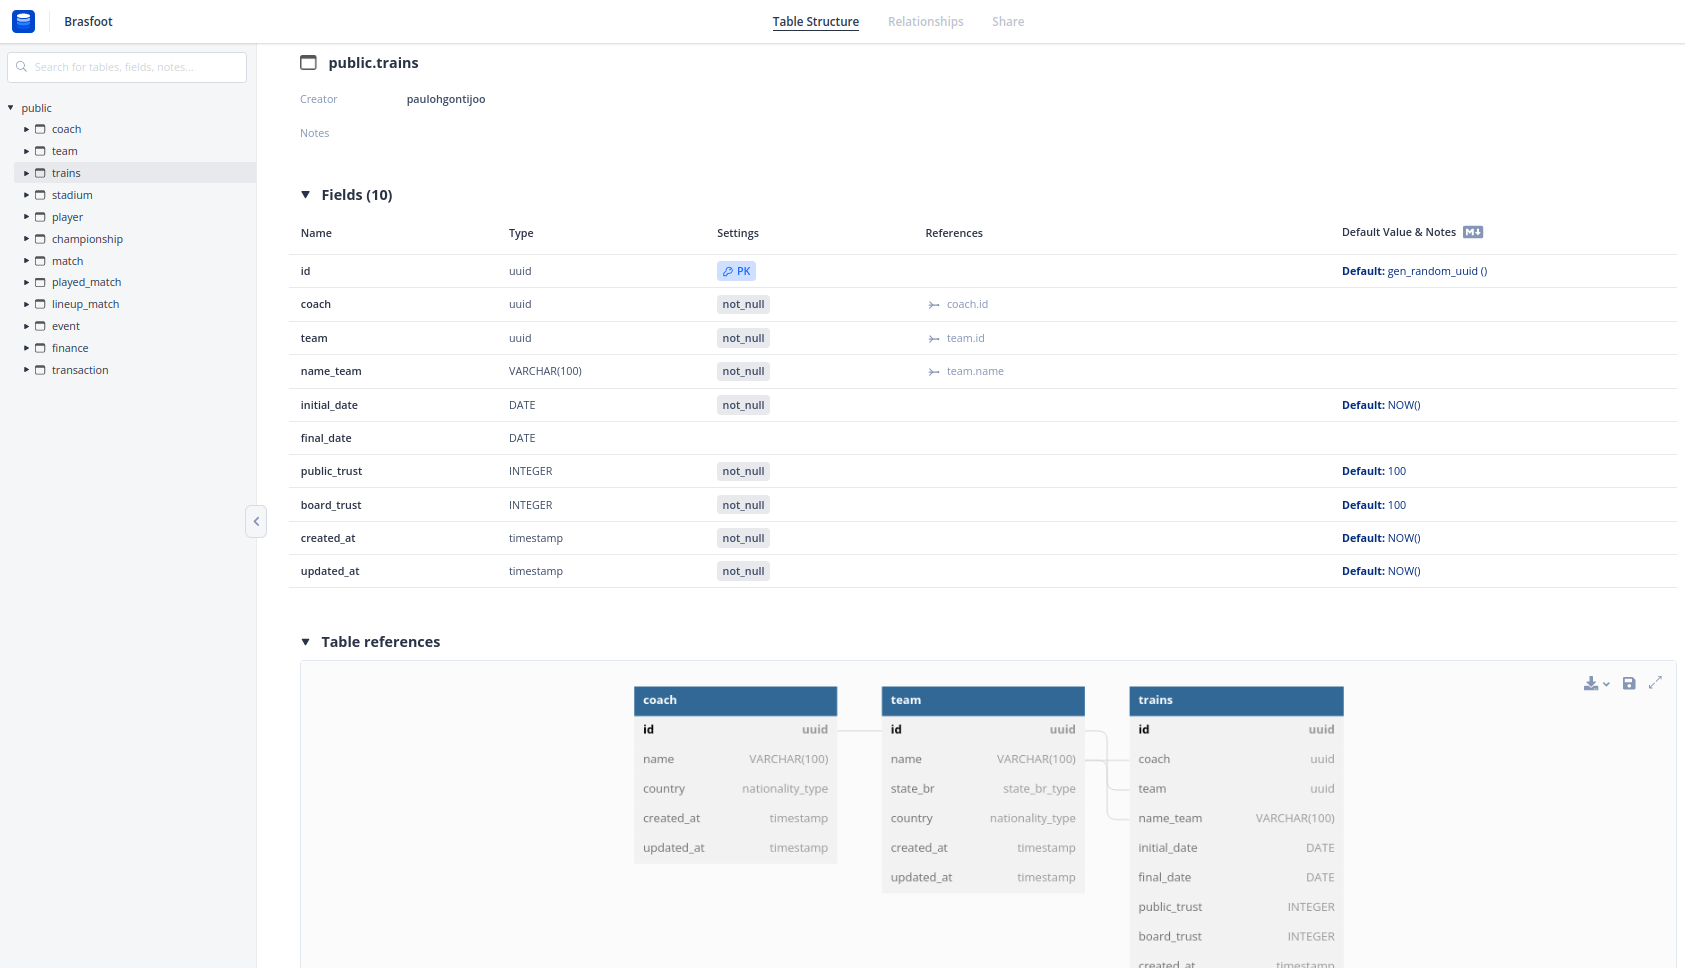 Brasfoot
Table Structure Relationships Share
Search for tables, fields, notes...
public
coach
team
trains
stadium
player
championship
match
played_match
lineup_match
event
finance
transaction
public.trains
Creator paulohgontijoo
Notes
Fields (10)
Name Type Settings References Default Value & Notes M↓
id uuid PK Default: gen_random_uuid ()
coach uuid not_null coach.id
team uuid not_null team.id
name_team VARCHAR(100) not_null team.name
initial_date DATE not_null Default: NOW()
final_date DATE
public_trust INTEGER not_null Default: 100
board_trust INTEGER not_null Default: 100
created_at timestamp not_null Default: NOW()
updated_at timestamp not_null Default: NOW()
Table references
coach
id uuid
name VARCHAR(100)
country nationality_type
created_at timestamp
updated_at timestamp
team
id uuid
name VARCHAR(100)
state_br state_br_type
country nationality_type
created_at timestamp
updated_at timestamp
trains
id uuid
coach uuid
team uuid
name_team VARCHAR(100)
initial_date DATE
final_date DATE
public_trust INTEGER
board_trust INTEGER
created_at timestamp